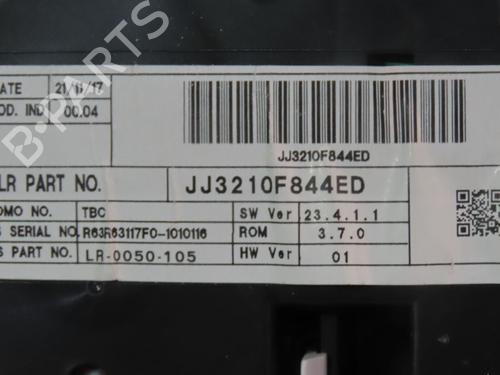 ATE 21/11/17
OD. IND 00.04
JJ3210F844ED
LR PART NO. JJ3210F844ED
OMO NO. TBC SW Ver 23.4.1.1
S SERIAL NO. R63R63117F0-1010116 ROM 3.7.0
S PART NO. LR-0050-105 HW Ver 01
B-PARTS